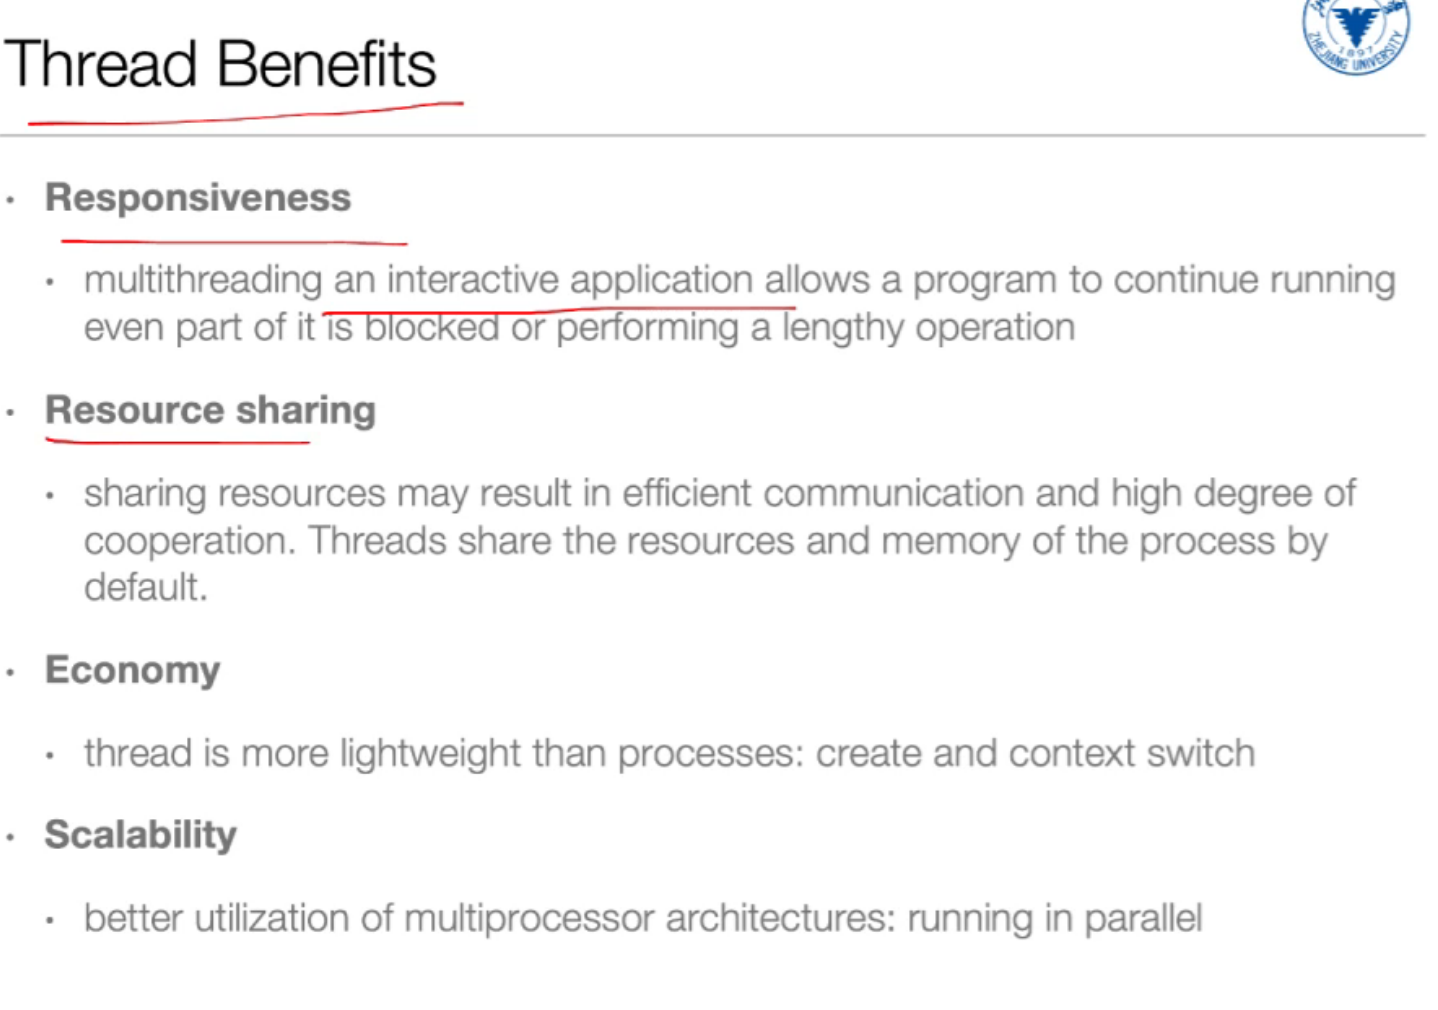 Thread Benefits
ZHEJIANG UNIVERSITY
1897
· Responsiveness
· multithreading an interactive application allows a program to continue running
even part of it is blocked or performing a lengthy operation
· Resource sharing
· sharing resources may result in efficient communication and high degree of
cooperation. Threads share the resources and memory of the process by
default.
· Economy
· thread is more lightweight than processes: create and context switch
· Scalability
· better utilization of multiprocessor architectures: running in parallel